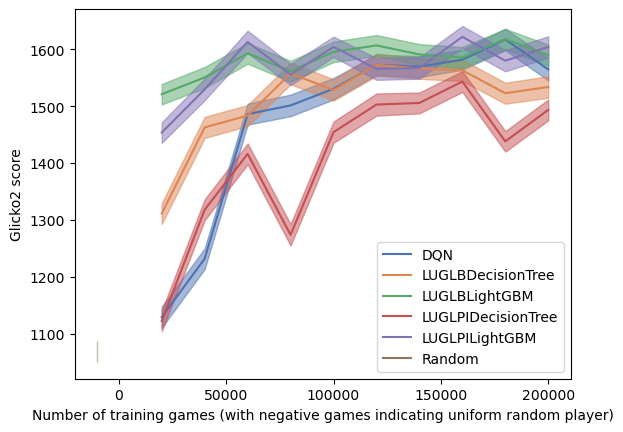 1600
1500
1400
1300
1200
1100
Glicko2 score
0
50000
100000
150000
200000
Number of training games (with negative games indicating uniform random player)
DQN
LUGLBDecisionTree
LUGLBLightGBM
LUGLPIDecisionTree
LUGLPILightGBM
Random